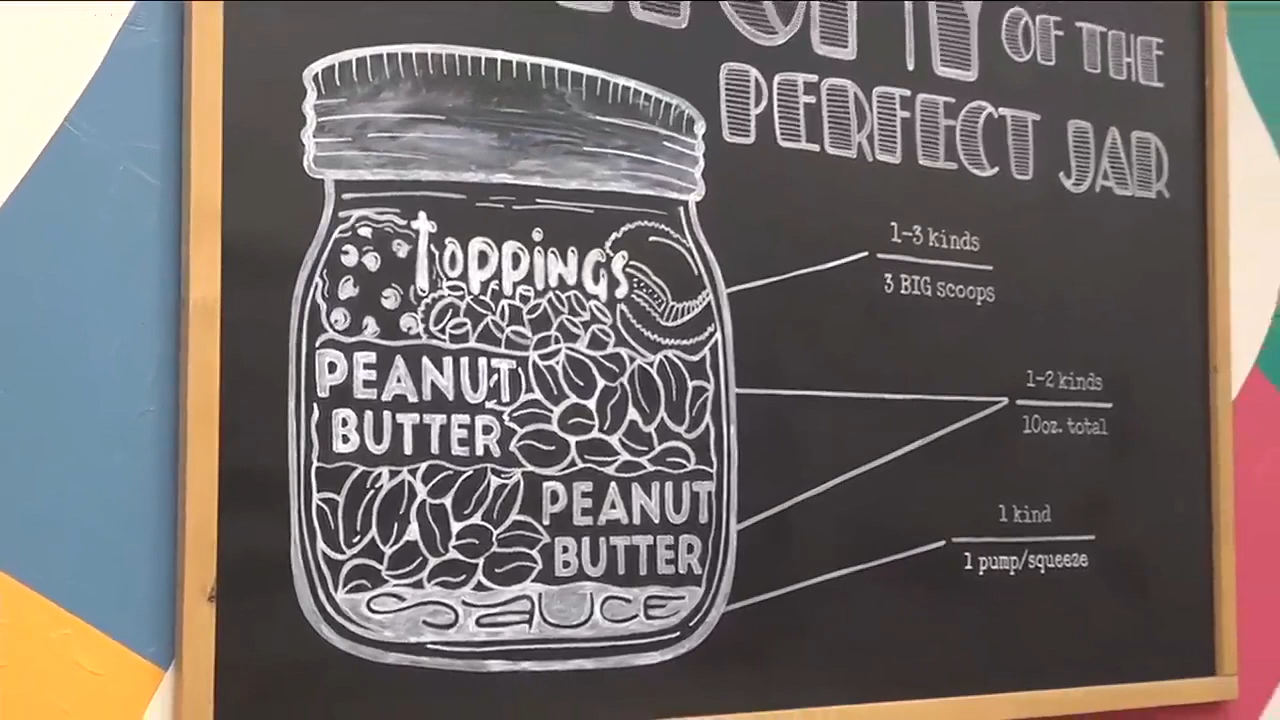 OF THE
PERFECT JAR
TOPPINGS
1-3 kinds
3 BIG scoops
PEANUT
BUTTER
1-2 kinds
10oz. total
PEANUT
BUTTER
1 kind
1 pump/squeeze
SAUCE